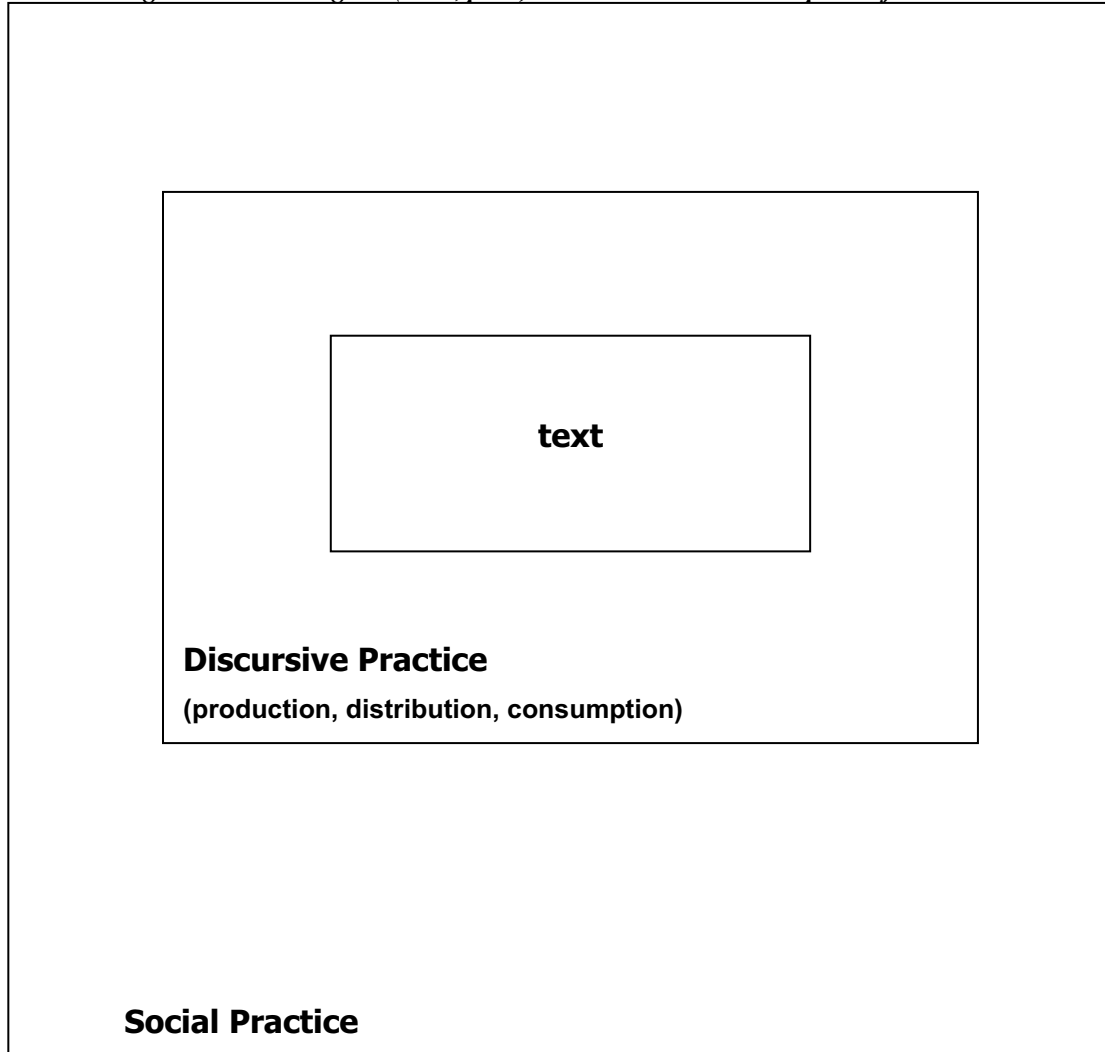 text
Discursive Practice
(production, distribution, consumption)
Social Practice